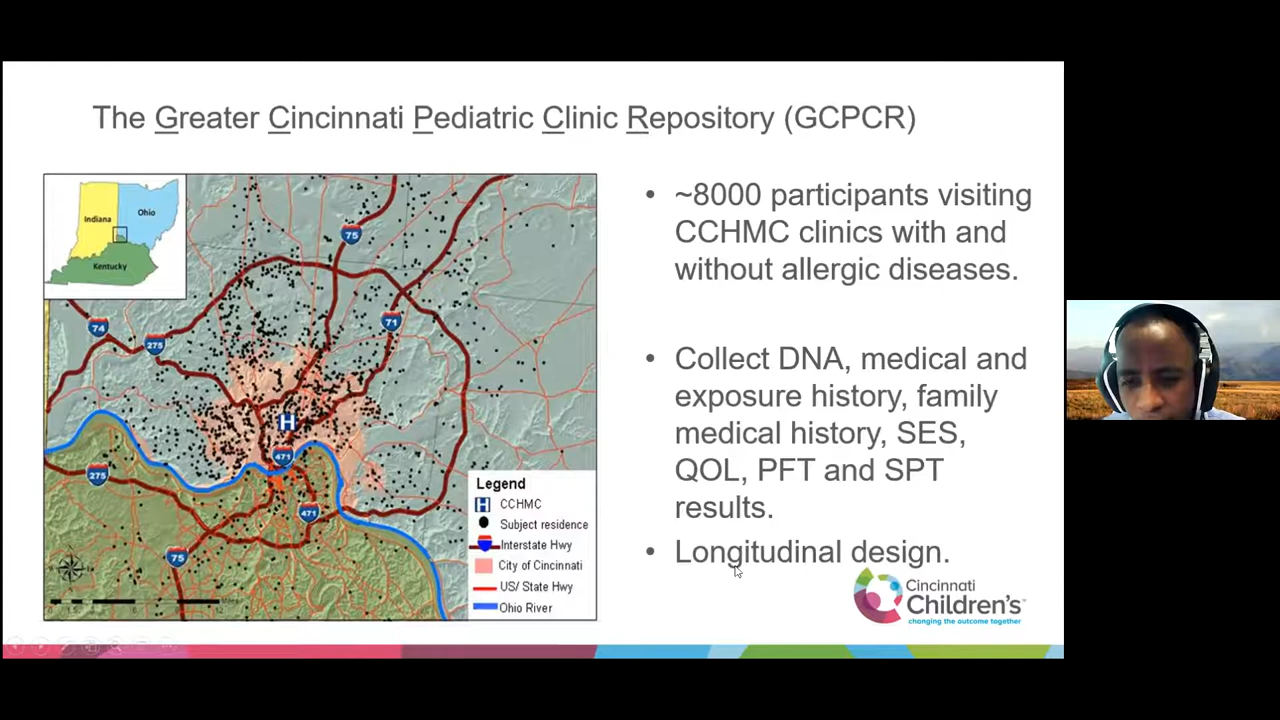 The Greater Cincinnati Pediatric Clinic Repository (GCPCR)
Indiana
Ohio
Kentucky
75
74
275
71
471
275
471
75
Legend
CCHMC
Subject residence
Interstate Hwy
City of Cincinnati
US/ State Hwy
Ohio River
• ~8000 participants visiting
CCHMC clinics with and
without allergic diseases.
• Collect DNA, medical and
exposure history, family
medical history, SES,
QOL, PFT and SPT
results.
• Longitudinal design.
Cincinnati
Children's™
changing the outcome together